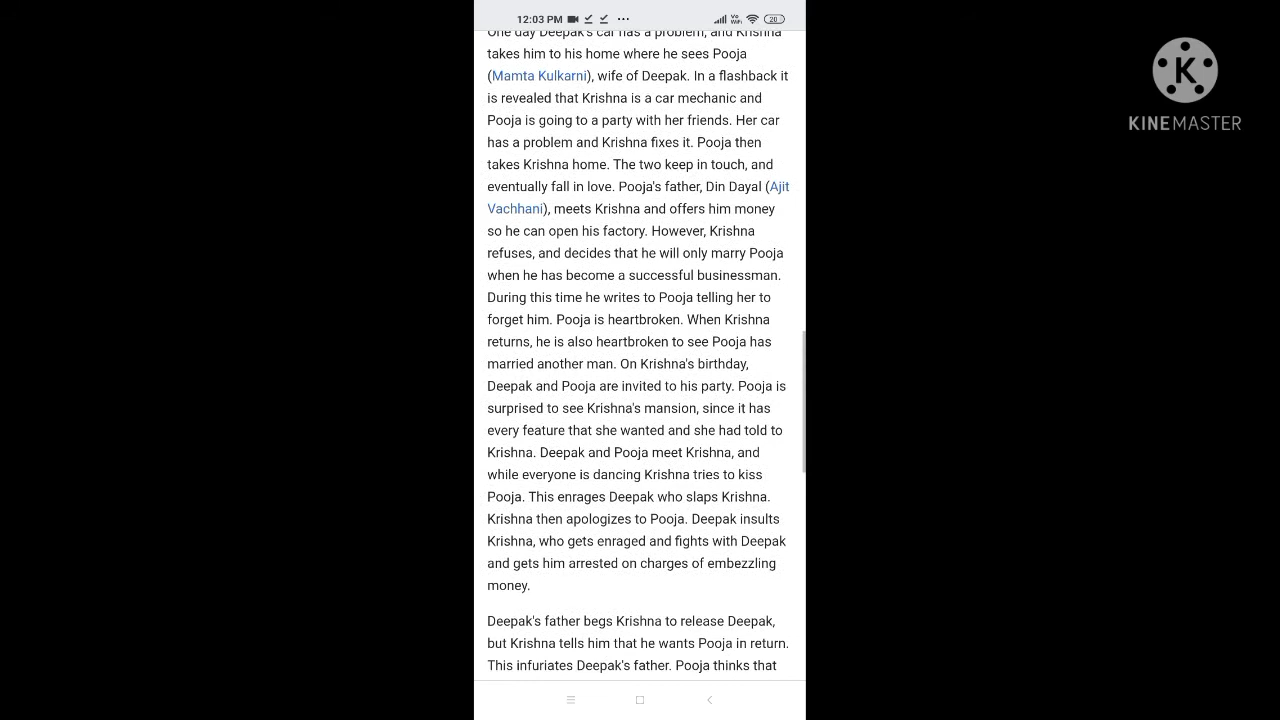 12:03 PM
Vo
WiFi
20
One day Deepak's car has a problem, and Krishna
takes him to his home where he sees Pooja
(Mamta Kulkarni), wife of Deepak. In a flashback it
is revealed that Krishna is a car mechanic and
Pooja is going to a party with her friends. Her car
has a problem and Krishna fixes it. Pooja then
takes Krishna home. The two keep in touch, and
eventually fall in love. Pooja's father, Din Dayal (Ajit
Vachhani), meets Krishna and offers him money
so he can open his factory. However, Krishna
refuses, and decides that he will only marry Pooja
when he has become a successful businessman.
During this time he writes to Pooja telling her to
forget him. Pooja is heartbroken. When Krishna
returns, he is also heartbroken to see Pooja has
married another man. On Krishna's birthday,
Deepak and Pooja are invited to his party. Pooja is
surprised to see Krishna's mansion, since it has
every feature that she wanted and she had told to
Krishna. Deepak and Pooja meet Krishna, and
while everyone is dancing Krishna tries to kiss
Pooja. This enrages Deepak who slaps Krishna.
Krishna then apologizes to Pooja. Deepak insults
Krishna, who gets enraged and fights with Deepak
and gets him arrested on charges of embezzling
money.
Deepak's father begs Krishna to release Deepak,
but Krishna tells him that he wants Pooja in return.
This infuriates Deepak's father. Pooja thinks that
K
KINEMASTER